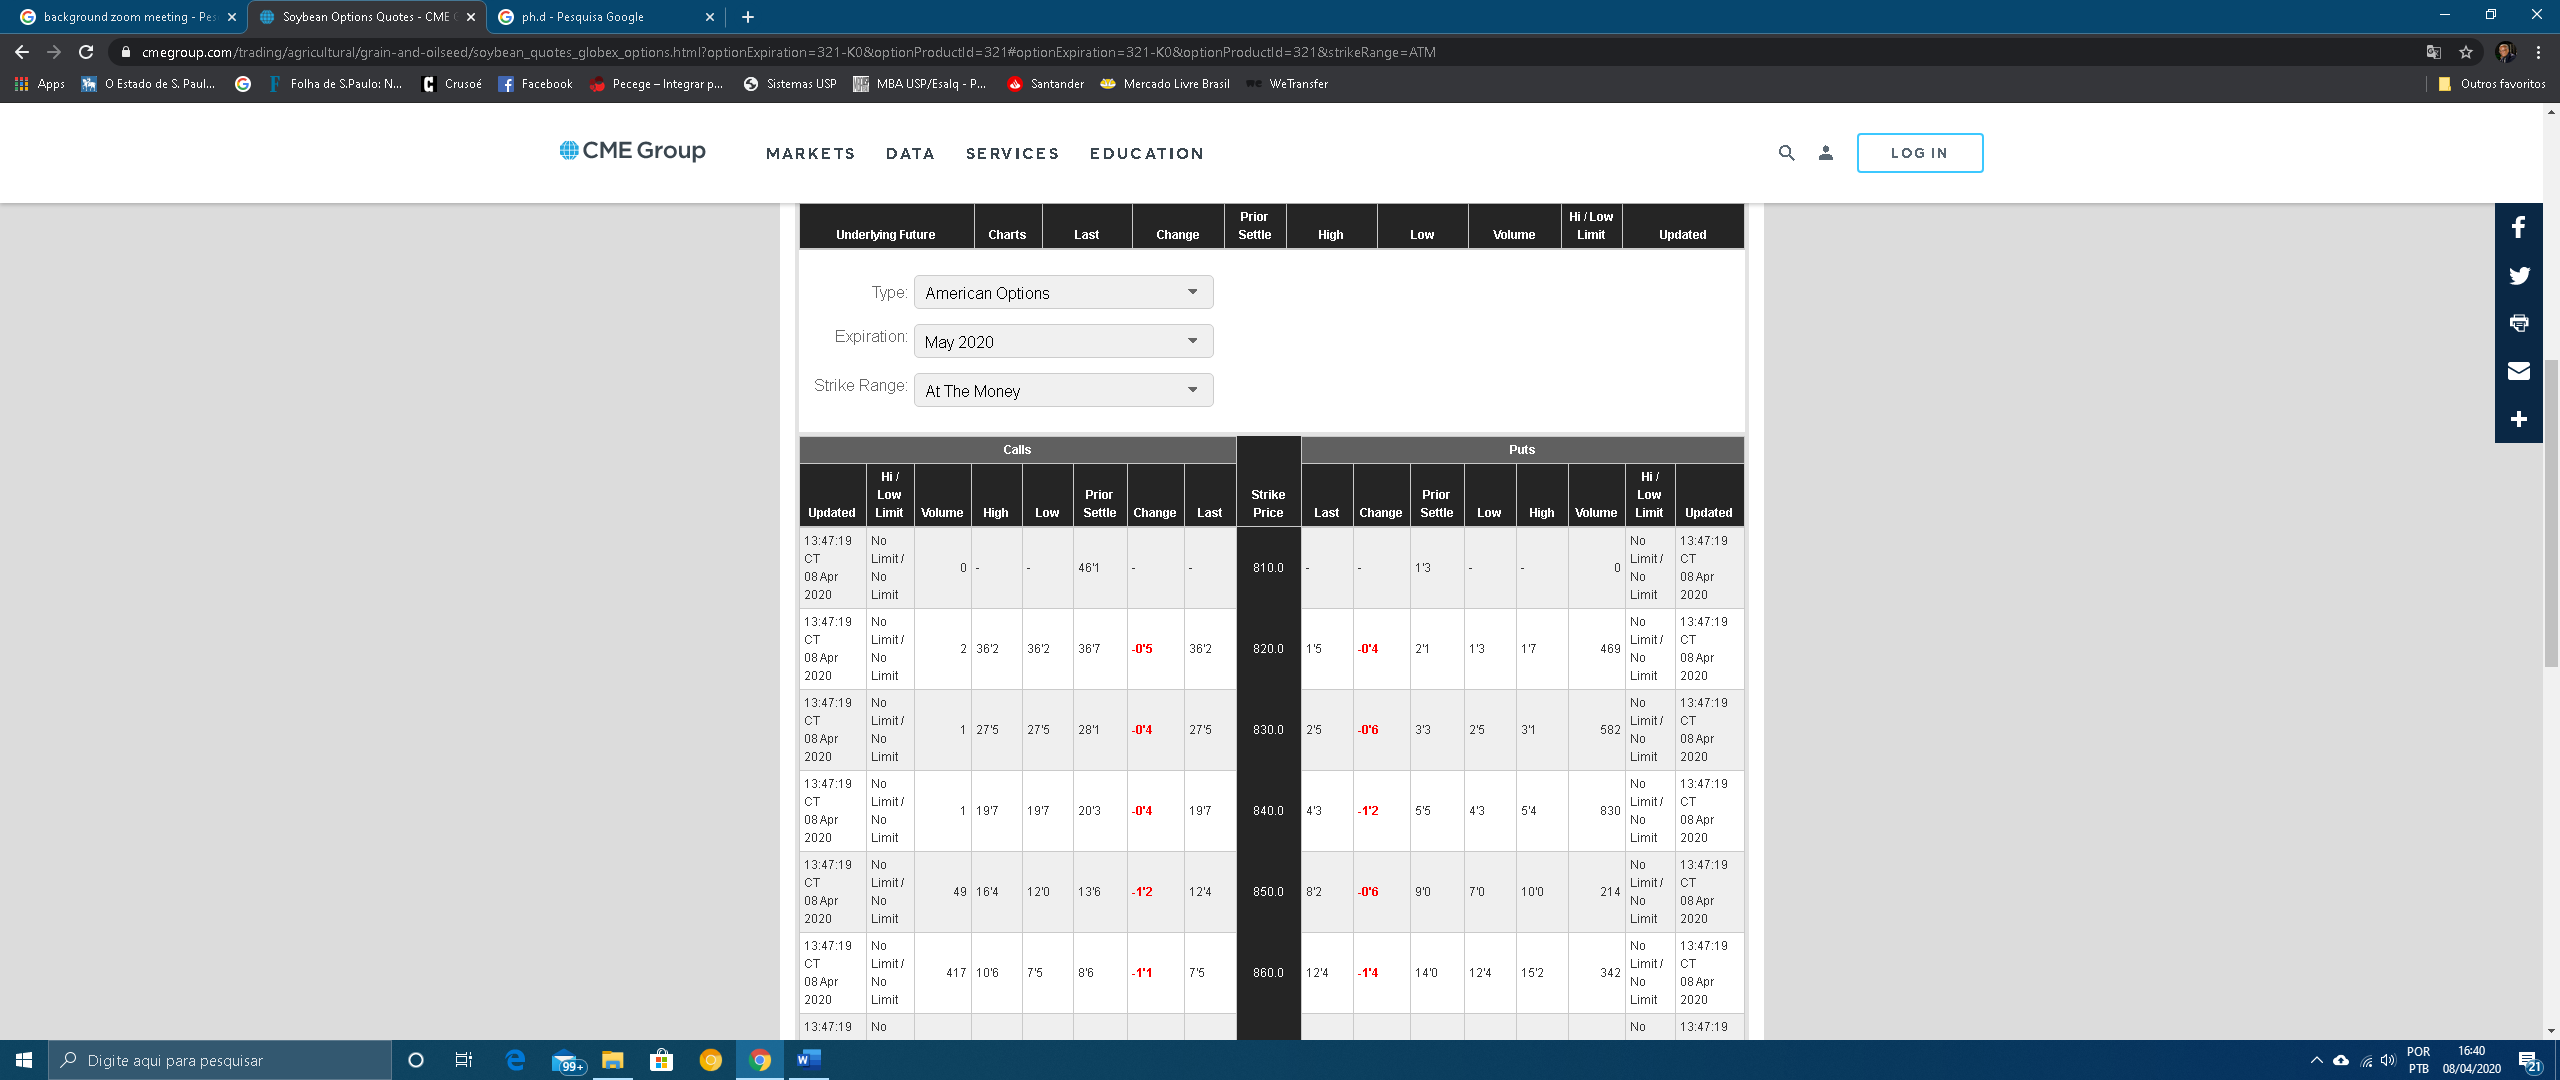 background zoom meeting - Pes
Soybean Options Quotes - CME G
ph.d - Pesquisa Google
cmegroup.com/trading/agricultural/grain-and-oilseed/soybean_quotes_globex_options.html?optionExpiration=321-K0&optionProductId=321#optionExpiration=321-K0&optionProductId=321&strikeRange=ATM
Apps O Estado de S. Paul... Folha de S.Paulo: N... Crusoé Facebook Pecege – Integrar p... Sistemas USP MBA USP/Esalq - P... Santander Mercado Livre Brasil WeTransfer Outros favoritos
CME Group MARKETS DATA SERVICES EDUCATION LOG IN
Underlying Future Charts Last Change Prior Settle High Low Volume Hi / Low Limit Updated
Type: American Options
Expiration: May 2020
Strike Range: At The Money
Calls Puts
Updated Hi / Low Limit Volume High Low Prior Settle Change Last Strike Price Last Change Prior Settle Low High Volume Hi / Low Limit Updated
13:47:19 CT 08 Apr 2020 No Limit / No Limit 0 - - 46'1 - - 810.0 - - 1'3 - - 0 No Limit / No Limit 13:47:19 CT 08 Apr 2020
13:47:19 CT 08 Apr 2020 No Limit / No Limit 2 36'2 36'2 36'7 -0'5 36'2 820.0 1'5 -0'4 2'1 1'3 1'7 469 No Limit / No Limit 13:47:19 CT 08 Apr 2020
13:47:19 CT 08 Apr 2020 No Limit / No Limit 1 27'5 27'5 28'1 -0'4 27'5 830.0 2'5 -0'6 3'3 2'5 3'1 582 No Limit / No Limit 13:47:19 CT 08 Apr 2020
13:47:19 CT 08 Apr 2020 No Limit / No Limit 1 19'7 19'7 20'3 -0'4 19'7 840.0 4'3 -1'2 5'5 4'3 5'4 830 No Limit / No Limit 13:47:19 CT 08 Apr 2020
13:47:19 CT 08 Apr 2020 No Limit / No Limit 49 16'4 12'0 13'6 -1'2 12'4 850.0 8'2 -0'6 9'0 7'0 10'0 214 No Limit / No Limit 13:47:19 CT 08 Apr 2020
13:47:19 CT 08 Apr 2020 No Limit / No Limit 417 10'6 7'5 8'6 -1'1 7'5 860.0 12'4 -1'4 14'0 12'4 15'2 342 No Limit / No Limit 13:47:19 CT 08 Apr 2020
13:47:19 No No 13:47:19
Digite aqui para pesquisar 99+ POR PTB 16:40 08/04/2020 21